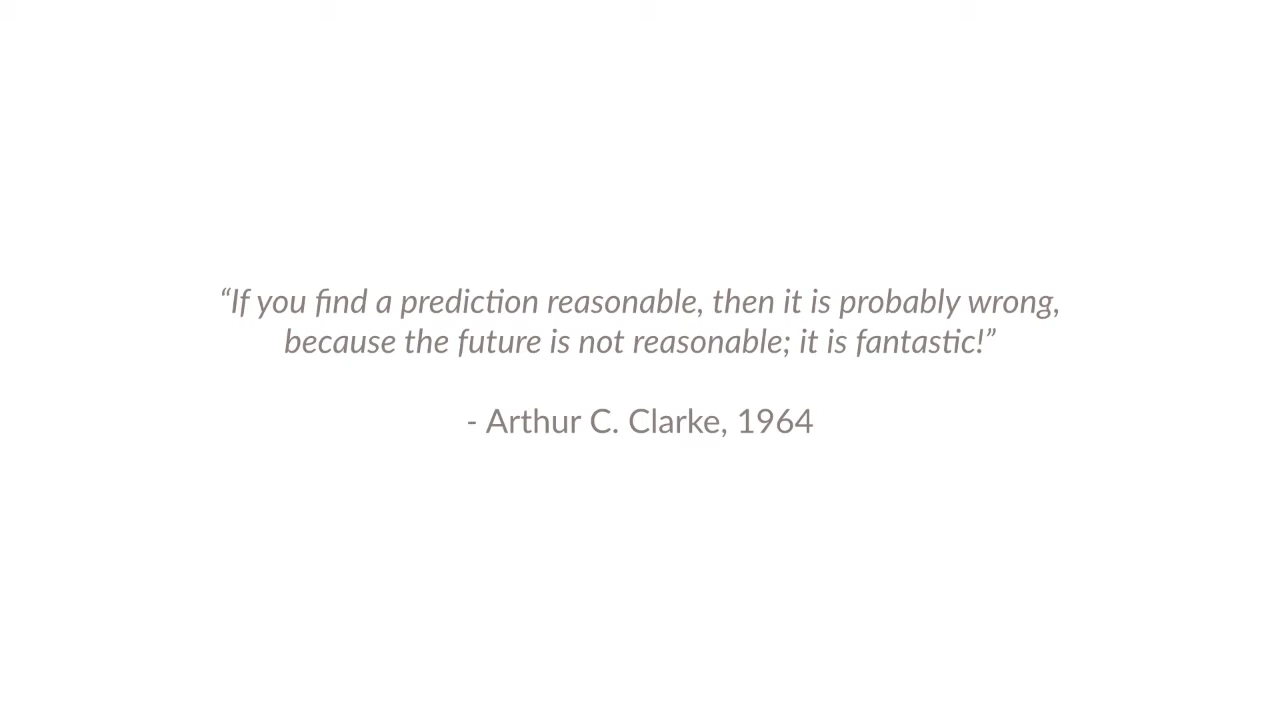 “If you find a prediction reasonable, then it is probably wrong,
because the future is not reasonable; it is fantastic!”
- Arthur C. Clarke, 1964